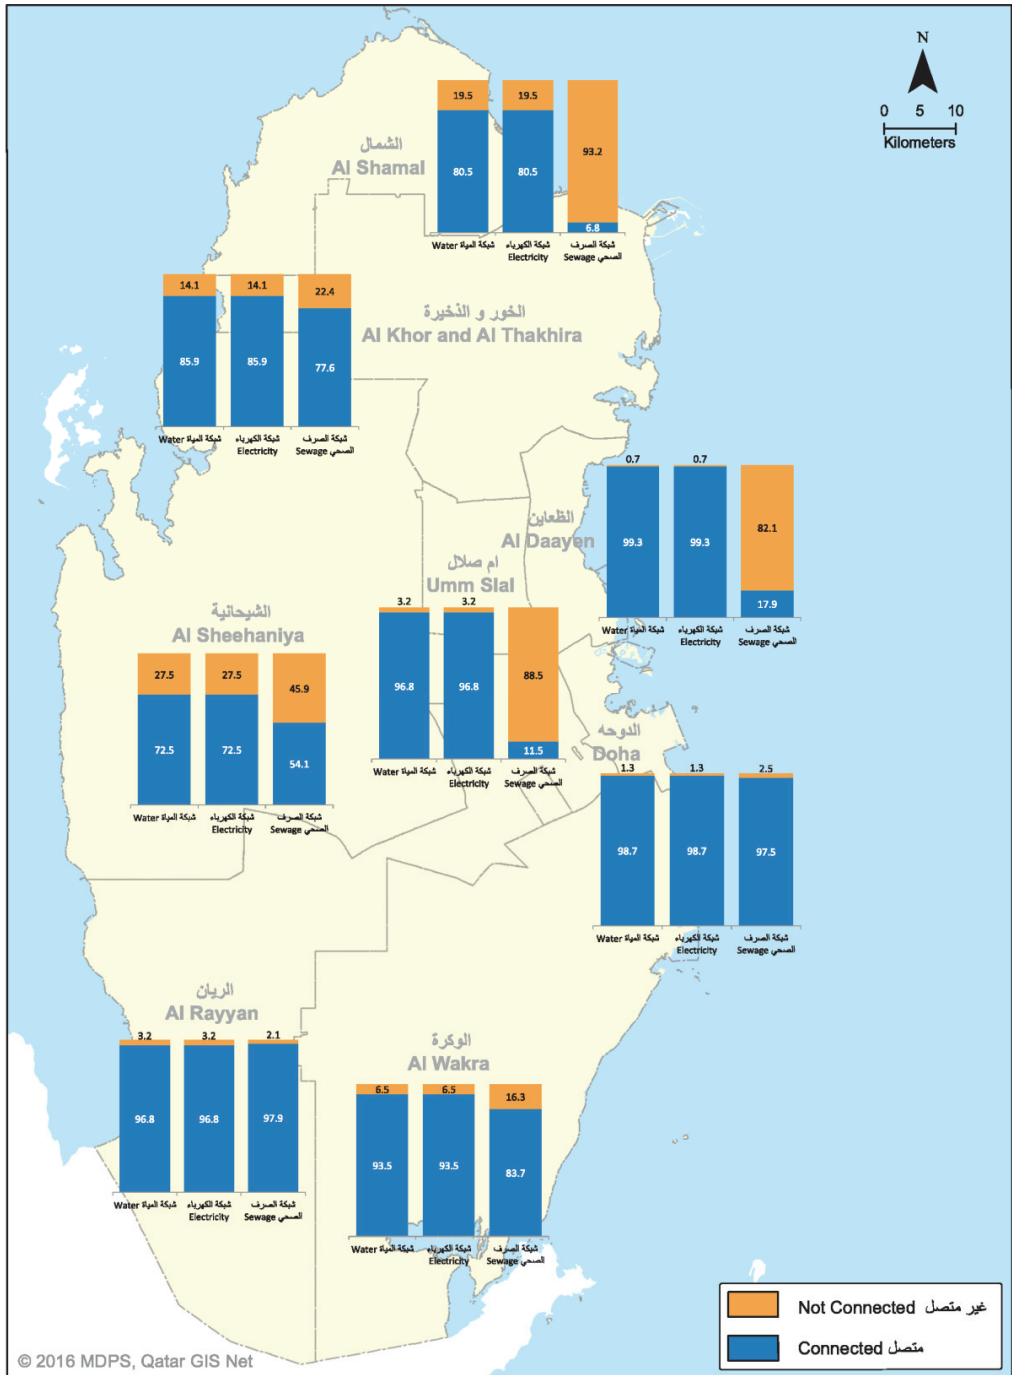 N
0 5 10
Kilometers
الشمال
Al Shamal
19.5 19.5 93.2
80.5 80.5 6.8
Water شبكة المياة
شبكة الكهرباء
Electricity
شبكة الصرف
Sewage الصحي
الخور و الذخيرة
Al Khor and Al Thakhira
14.1 14.1 22.4
85.9 85.9 77.6
Water شبكة المياة
شبكة الكهرباء
Electricity
شبكة الصرف
Sewage الصحي
الظعاين
Al Daayen
0.7 0.7 82.1
99.3 99.3 17.9
Water شبكة المياة
شبكة الكهرباء
Electricity
شبكة الصرف
Sewage الصحي
ام صلال
Umm Slal
3.2 3.2 88.5
96.8 96.8 11.5
Water شبكة المياة
شبكة الكهرباء
Electricity
شبكة الصرف
Sewage الصحي
الشيحانية
Al Sheehaniya
27.5 27.5 45.9
72.5 72.5 54.1
Water شبكة المياة
شبكة الكهرباء
Electricity
شبكة الصرف
Sewage الصحي
الدوحه
Doha
1.3 1.3 2.5
98.7 98.7 97.5
Water شبكة المياة
شبكة الكهرباء
Electricity
شبكة الصرف
Sewage الصحي
الريان
Al Rayyan
3.2 3.2 2.1
96.8 96.8 97.9
Water شبكة المياة
شبكة الكهرباء
Electricity
شبكة الصرف
Sewage الصحي
الوكرة
Al Wakra
6.5 6.5 16.3
93.5 93.5 83.7
Water شبكة المياة
شبكة الكهرباء
Electricity
شبكة الصرف
Sewage الصحي
Not Connected غير متصل
Connected متصل
© 2016 MDPS, Qatar GIS Net